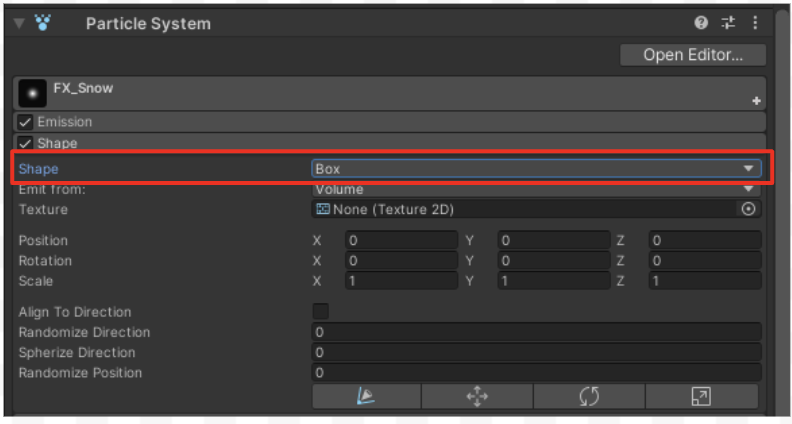 Particle System
Open Editor...
FX_Snow
Emission
Shape
Shape Box
Emit from: Volume
Texture None (Texture 2D)
Position X 0 Y 0 Z 0
Rotation X 0 Y 0 Z 0
Scale X 1 Y 1 Z 1
Align To Direction
Randomize Direction 0
Spherize Direction 0
Randomize Position 0